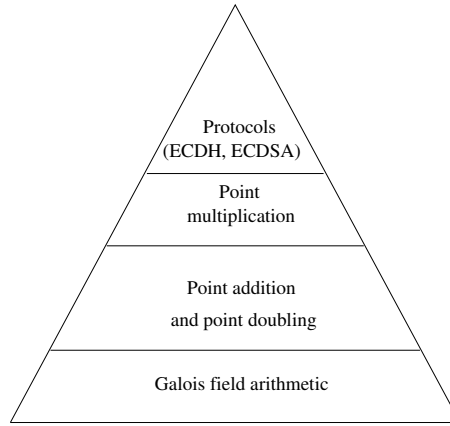 Protocols
(ECDH, ECDSA)
Point
multiplication
Point addition
and point doubling
Galois field arithmetic